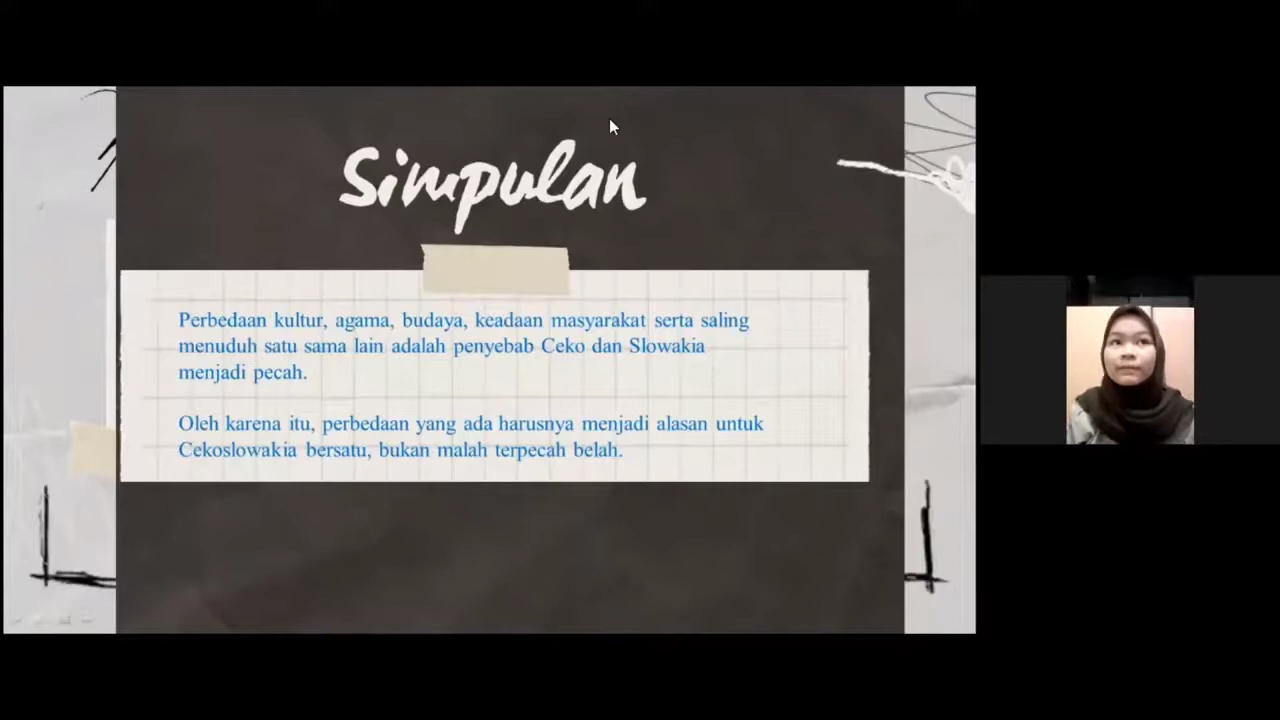 Simpulan
Perbedaan kultur, agama, budaya, keadaan masyarakat serta saling
menuduh satu sama lain adalah penyebab Ceko dan Slowakia
menjadi pecah.
Oleh karena itu, perbedaan yang ada harusnya menjadi alasan untuk
Cekoslowakia bersatu, bukan malah terpecah belah.